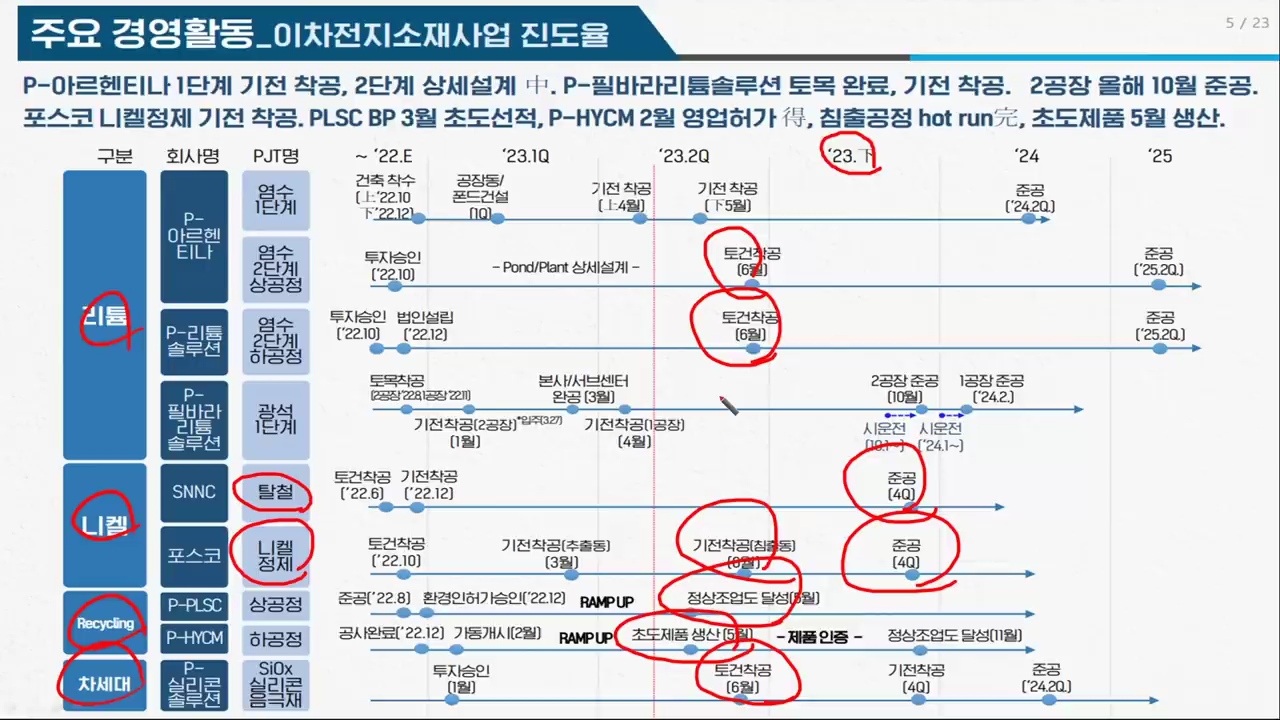 주요 경영활동_이차전지소재사업 진도율
5 / 23
P-아르헨티나 1단계 기전 착공, 2단계 상세설계 中. P-필바라리튬솔루션 토목 완료, 기전 착공. 2공장 올해 10월 준공.
포스코 니켈정제 기전 착공. PLSC BP 3월 초도선적, P-HYCM 2월 영업허가 得, 침출공정 hot run完, 초도제품 5월 생산.
구분 회사명 PJT명 ~ ‘22.E ‘23.1Q ‘23.2Q ‘23.下 ‘24 ‘25
리튬
P-
아르헨
티나
염수
1단계
건축 착수
(上’22.10
下’22.12)
공장동/
폰드건설
(1Q)
기전 착공
(上4월)
기전 착공
(下5월)
준공
(‘24.2Q.)
염수
2단계
상공정
투자승인
(‘22.10)
- Pond/Plant 상세설계 -
토건착공
(6월)
준공
(‘25.2Q.)
P-리튬
솔루션
염수
2단계
하공정
투자승인
(‘22.10)
법인설립
(‘22.12)
토건착공
(6월)
준공
(‘25.2Q.)
P-
필바라
리튬
솔루션
광석
1단계
토목착공
(2공장’22.8,1공장’22.11)
기전착공(2공장)
(1월)
본사/서브센터
완공 (3월)
*입주(3.27)
기전착공(1공장)
(4월)
2공장 준공
(10월)
1공장 준공
(‘24.2.)
시운전
(10.1~)
시운전
(‘24.1~)
니켈
SNNC
탈철
토건착공
(‘22.6)
기전착공
(‘22.12)
준공
(4Q)
포스코
니켈
정제
토건착공
(‘22.10)
기전착공(추출동)
(3월)
기전착공(침출동)
(6월)
준공
(4Q)
Recycling
P-PLSC
상공정
준공(‘22.8)
환경인허가승인(‘22.12)
RAMP UP
정상조업도 달성(5월)
P-HYCM
하공정
공사완료(‘22.12)
가동개시(2월)
RAMP UP
초도제품 생산 (5월)
- 제품 인증 -
정상조업도 달성(11월)
차세대
P-
실리콘
솔루션
SiOx
실리콘
음극재
투자승인
(1월)
토건착공
(6월)
기전착공
(4Q)
준공
(‘24.2Q.)